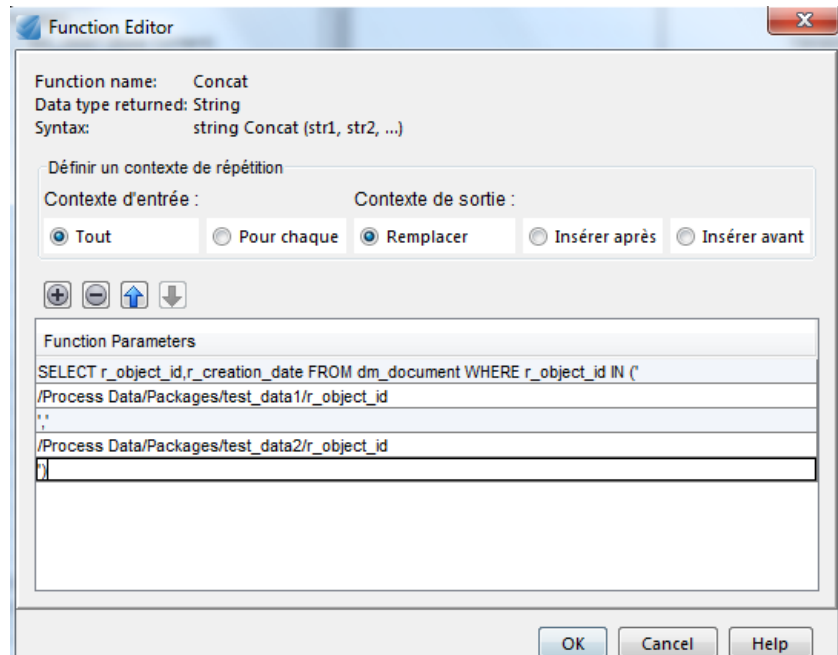 Function Editor
Function name: Concat
Data type returned: String
Syntax: string Concat (str1, str2, ...)
Définir un contexte de répétition
Contexte d'entrée : Contexte de sortie :
Tout Pour chaque Remplacer Insérer après Insérer avant
Function Parameters
SELECT r_object_id,r_creation_date FROM dm_document WHERE r_object_id IN ('
/Process Data/Packages/test_data1/r_object_id
','
/Process Data/Packages/test_data2/r_object_id
')
OK Cancel Help